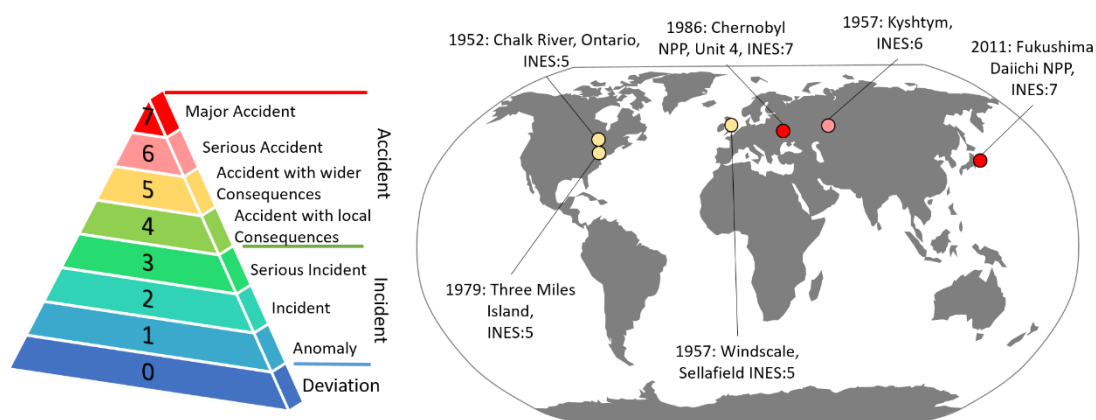 7
Major Accident
6
Serious Accident
5
Accident with wider
Consequences
4
Accident with local
Consequences
3
Serious Incident
2
Incident
1
Anomaly
0
Deviation
Accident
Incident
1952: Chalk River, Ontario,
INES:5
1986: Chernobyl
NPP, Unit 4, INES:7
1957: Kyshtym,
INES:6
2011: Fukushima
Daiichi NPP,
INES:7
1979: Three Miles
Island,
INES:5
1957: Windscale,
Sellafield INES:5